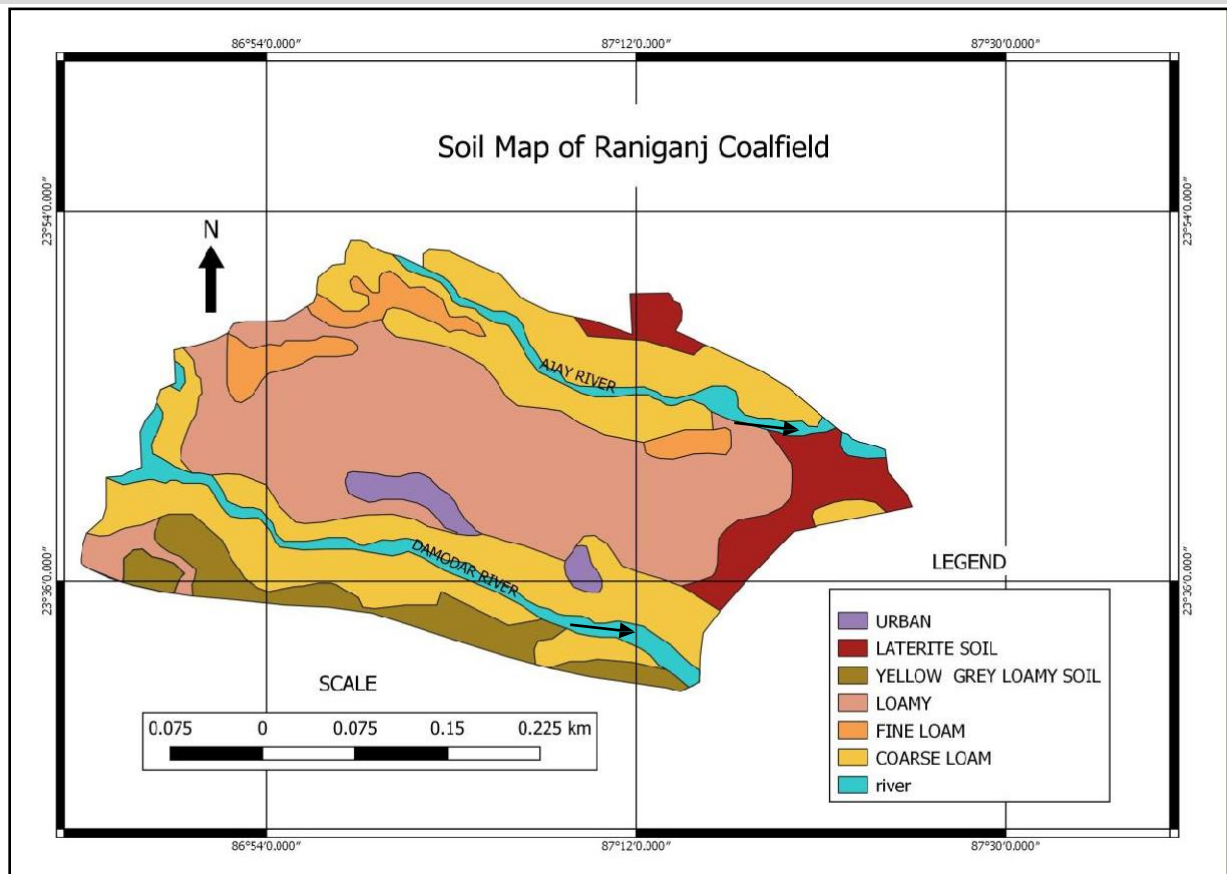 86°54'0.000"
87°12'0.000"
87°30'0.000"
Soil Map of Raniganj Coalfield
23°54'0.000"
23°54'0.000"
N
AJAY RIVER
DAMODAR RIVER
23°36'0.000"
23°36'0.000"
LEGEND
URBAN
LATERITE SOIL
YELLOW GREY LOAMY SOIL
LOAMY
FINE LOAM
COARSE LOAM
river
SCALE
0.075 0 0.075 0.15 0.225 km
86°54'0.000"
87°12'0.000"
87°30'0.000"